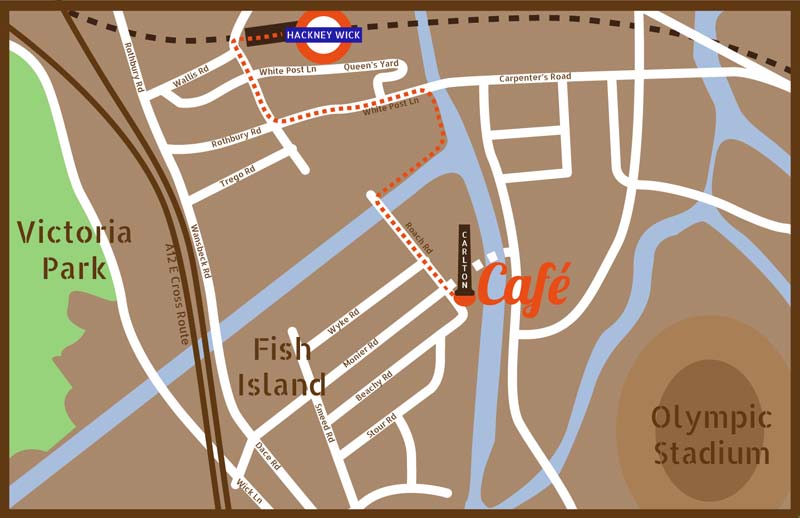 HACKNEY WICK
Rothbury Rd
Wallis Rd
White Post Ln
Queen's Yard
Carpenter's Road
White Post Ln
Rothbury Rd
Trego Rd
Victoria
Park
Wansbeck Rd
A12 E Cross Route
Roach Rd
CARLTON
Café
Wyke Rd
Monier Rd
Fish
Island
Beachy Rd
Smeed Rd
Stour Rd
Dace Rd
Wick Ln
Olympic
Stadium